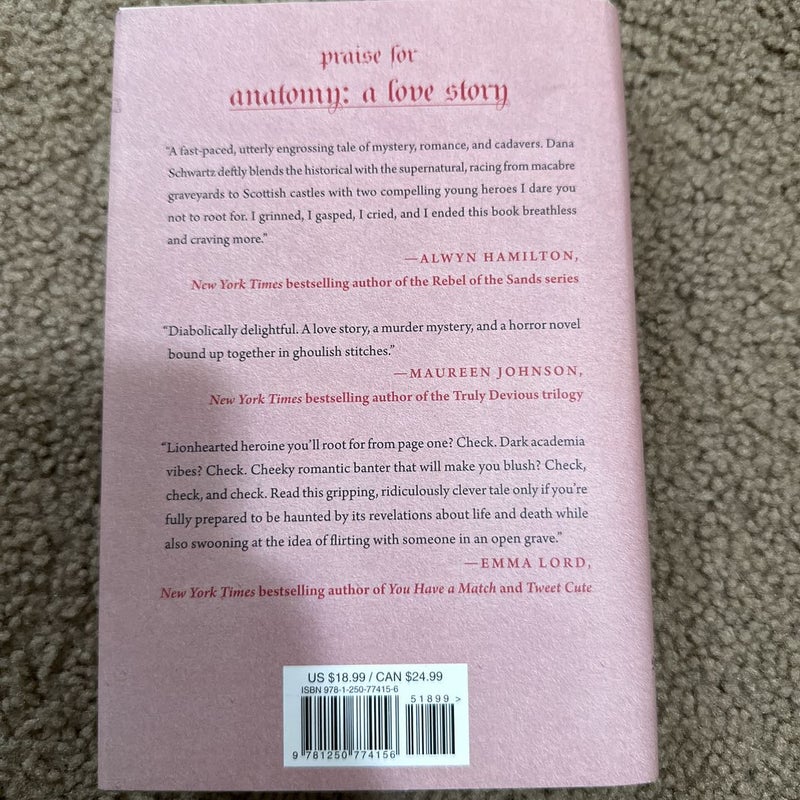 praise for
anatomy: a love story
“A fast-paced, utterly engrossing tale of mystery, romance, and cadavers. Dana
Schwartz deftly blends the historical with the supernatural, racing from macabre
graveyards to Scottish castles with two compelling young heroes I dare you
not to root for. I grinned, I gasped, I cried, and I ended this book breathless
and craving more.”
—ALWYN HAMILTON,
New York Times bestselling author of the Rebel of the Sands series
“Diabolically delightful. A love story, a murder mystery, and a horror novel
bound up together in ghoulish stitches.”
—MAUREEN JOHNSON,
New York Times bestselling author of the Truly Devious trilogy
“Lionhearted heroine you’ll root for from page one? Check. Dark academia
vibes? Check. Cheeky romantic banter that will make you blush? Check,
check, and check. Read this gripping, ridiculously clever tale only if you’re
fully prepared to be haunted by its revelations about life and death while
also swooning at the idea of flirting with someone in an open grave.”
—EMMA LORD,
New York Times bestselling author of You Have a Match and Tweet Cute
US $18.99 / CAN $24.99
ISBN 978-1-250-77415-6
51899>
9 781250 774156